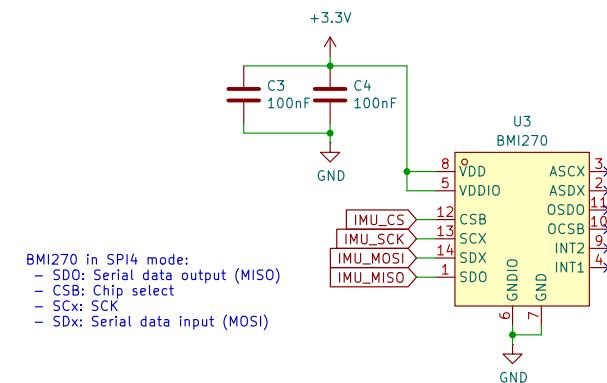 +3.3V
C3
100nF
C4
100nF
GND
U3
BMI270
8 VDD
5 VDDIO
IMU_CS 12 CSB
IMU_SCK 13 SCX
IMU_MOSI 14 SDX
IMU_MISO 1 SDO
ASCX 3
ASDX 2
OSDO 11
OCSB 10
INT2 9
INT1 4
GNDIO 6
GND 7
GND
BMI270 in SPI4 mode:
– SDO: Serial data output (MISO)
– CSB: Chip select
– SCx: SCK
– SDx: Serial data input (MOSI)